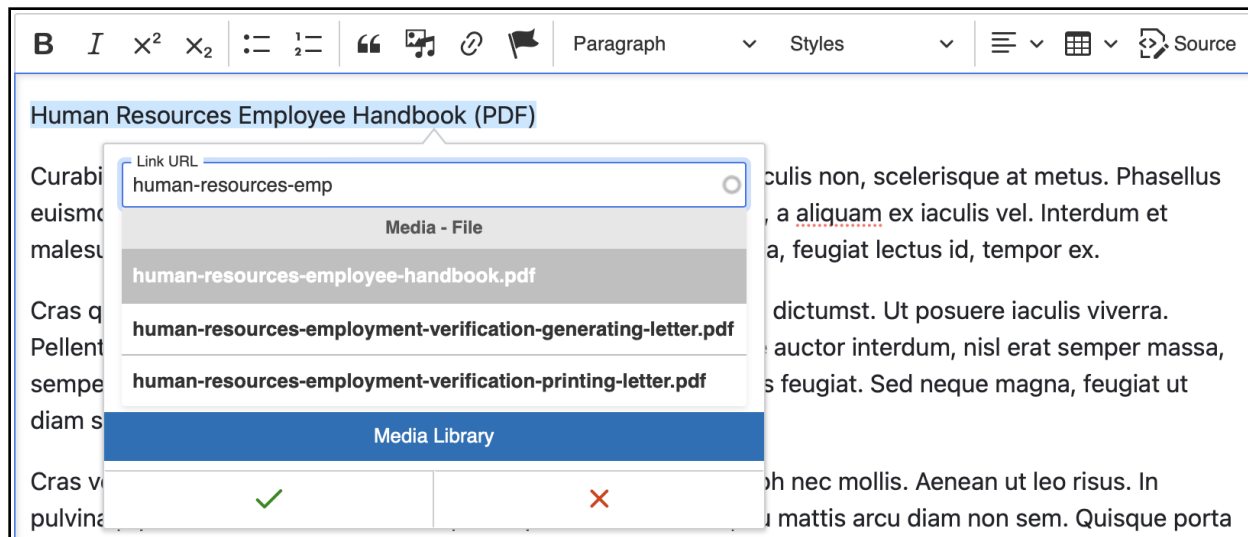 B I X² X₂ Paragraph Styles Source
Human Resources Employee Handbook (PDF)
Link URL
human-resources-emp
Media - File
human-resources-employee-handbook.pdf
human-resources-employment-verification-generating-letter.pdf
human-resources-employment-verification-printing-letter.pdf
Media Library
Curabi culis non, scelerisque at metus. Phasellus
euismo , a aliquam ex iaculis vel. Interdum et
malesu a, feugiat lectus id, tempor ex.
Cras q dictumst. Ut posuere iaculis viverra.
Pellent auctor interdum, nisl erat semper massa,
sempe s feugiat. Sed neque magna, feugiat ut
diam s
Cras v oh nec mollis. Aenean ut leo risus. In
pulvina mattis arcu diam non sem. Quisque porta